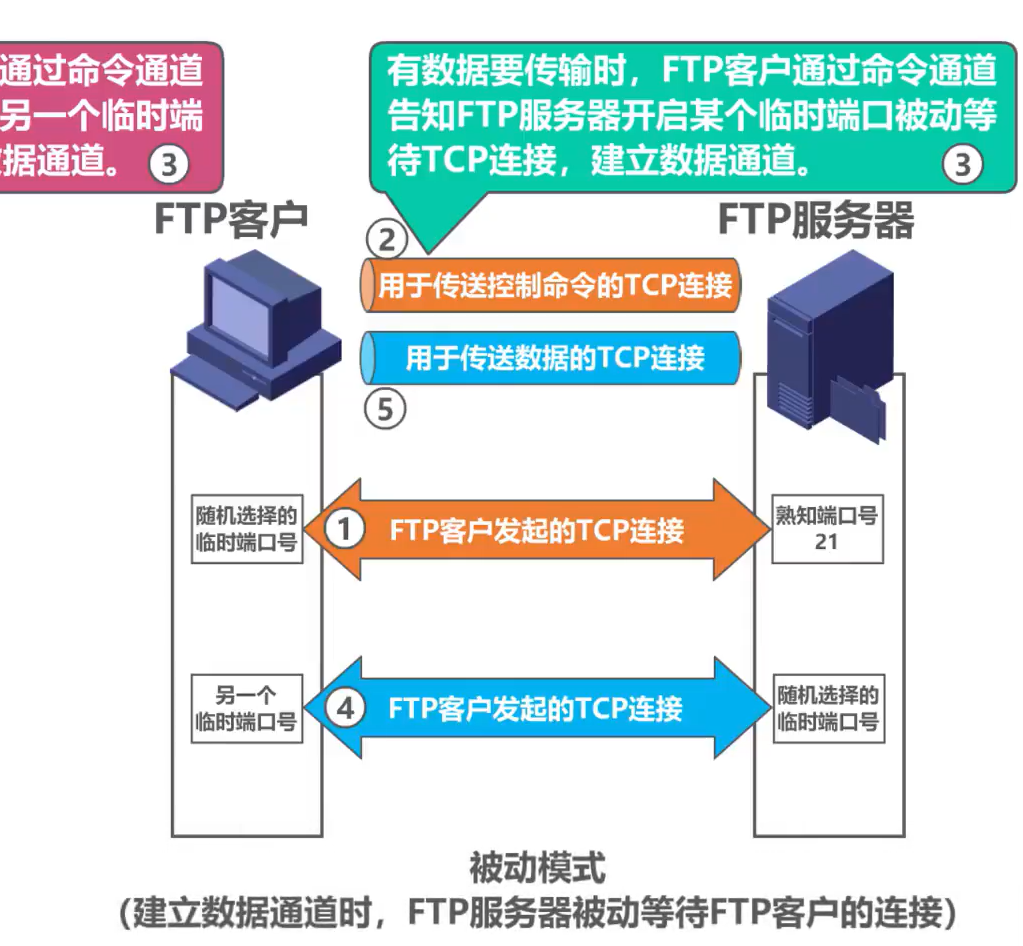 通过命令通道
另一个临时端
据通道。 ③
有数据要传输时，FTP客户通过命令通道
告知FTP服务器开启某个临时端口被动等
待TCP连接，建立数据通道。 ③
FTP客户
FTP服务器
②
用于传送控制命令的TCP连接
用于传送数据的TCP连接
⑤
随机选择的
临时端口号
① FTP客户发起的TCP连接
熟知端口号
21
另一个
临时端口号
④ FTP客户发起的TCP连接
随机选择的
临时端口号
被动模式
（建立数据通道时，FTP服务器被动等待FTP客户的连接）